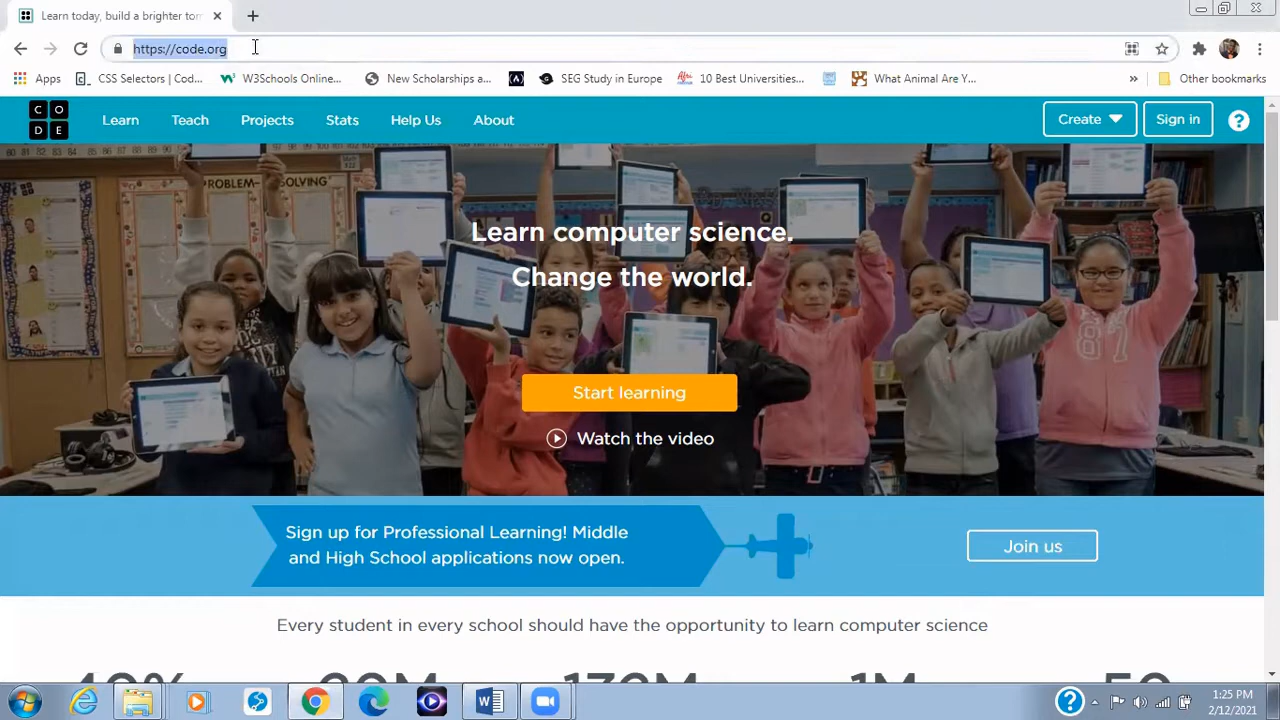 Learn today, build a brighter tom
https://code.org
Apps
CSS Selectors | Cod...
W3Schools Online...
New Scholarships a...
SEG Study in Europe
10 Best Universities...
What Animal Are Y...
»
Other bookmarks
C O
D E
Learn
Teach
Projects
Stats
Help Us
About
Create
Sign in
?
PROBLEM-SOLVING
Learn computer science.
Change the world.
87
Start learning
Watch the video
Sign up for Professional Learning! Middle
and High School applications now open.
Join us
Every student in every school should have the opportunity to learn computer science
1:25 PM
2/12/2021